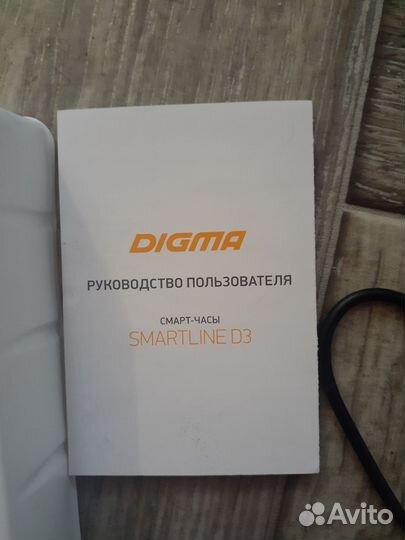 DIGMA
РУКОВОДСТВО ПОЛЬЗОВАТЕЛЯ
СМАРТ-ЧАСЫ
SMARTLINE D3
Avito